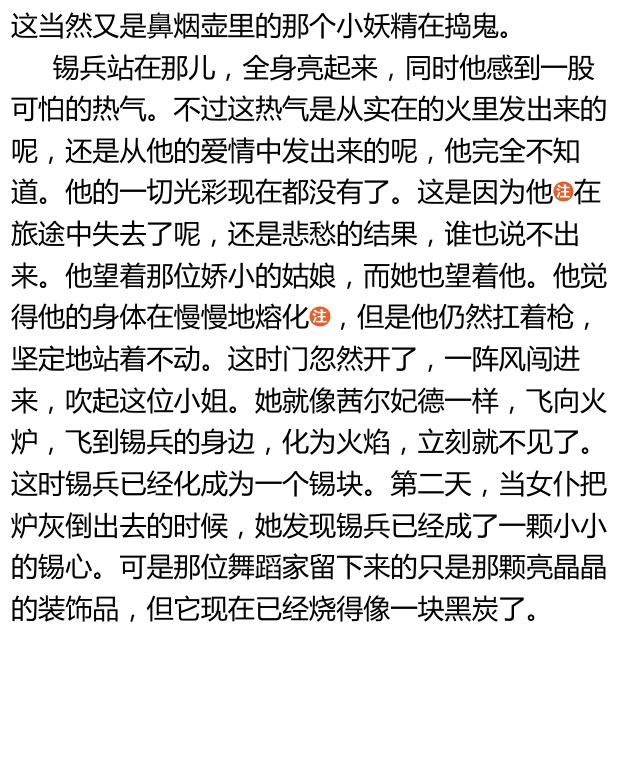 这当然又是鼻烟壶里的那个小妖精在捣鬼。
锡兵站在那儿，全身亮起来，同时他感到一股
可怕的热气。不过这热气是从实在的火里发出来的
呢，还是从他的爱情中发出来的呢，他完全不知
道。他的一切光彩现在都没有了。这是因为他注在
旅途中失去了呢，还是悲愁的结果，谁也说不出
来。他望着那位娇小的姑娘，而她也望着他。他觉
得他的身体在慢慢地熔化注，但是他仍然扛着枪，
坚定地站着不动。这时门忽然开了，一阵风闯进
来，吹起这位小姐。她就像茜尔妃德一样，飞向火
炉，飞到锡兵的身边，化为火焰，立刻就不见了。
这时锡兵已经化成为一个锡块。第二天，当女仆把
炉灰倒出去的时候，她发现锡兵已经成了一颗小小
的锡心。可是那位舞蹈家留下来的只是那颗亮晶晶
的装饰品，但它现在已经烧得像一块黑炭了。